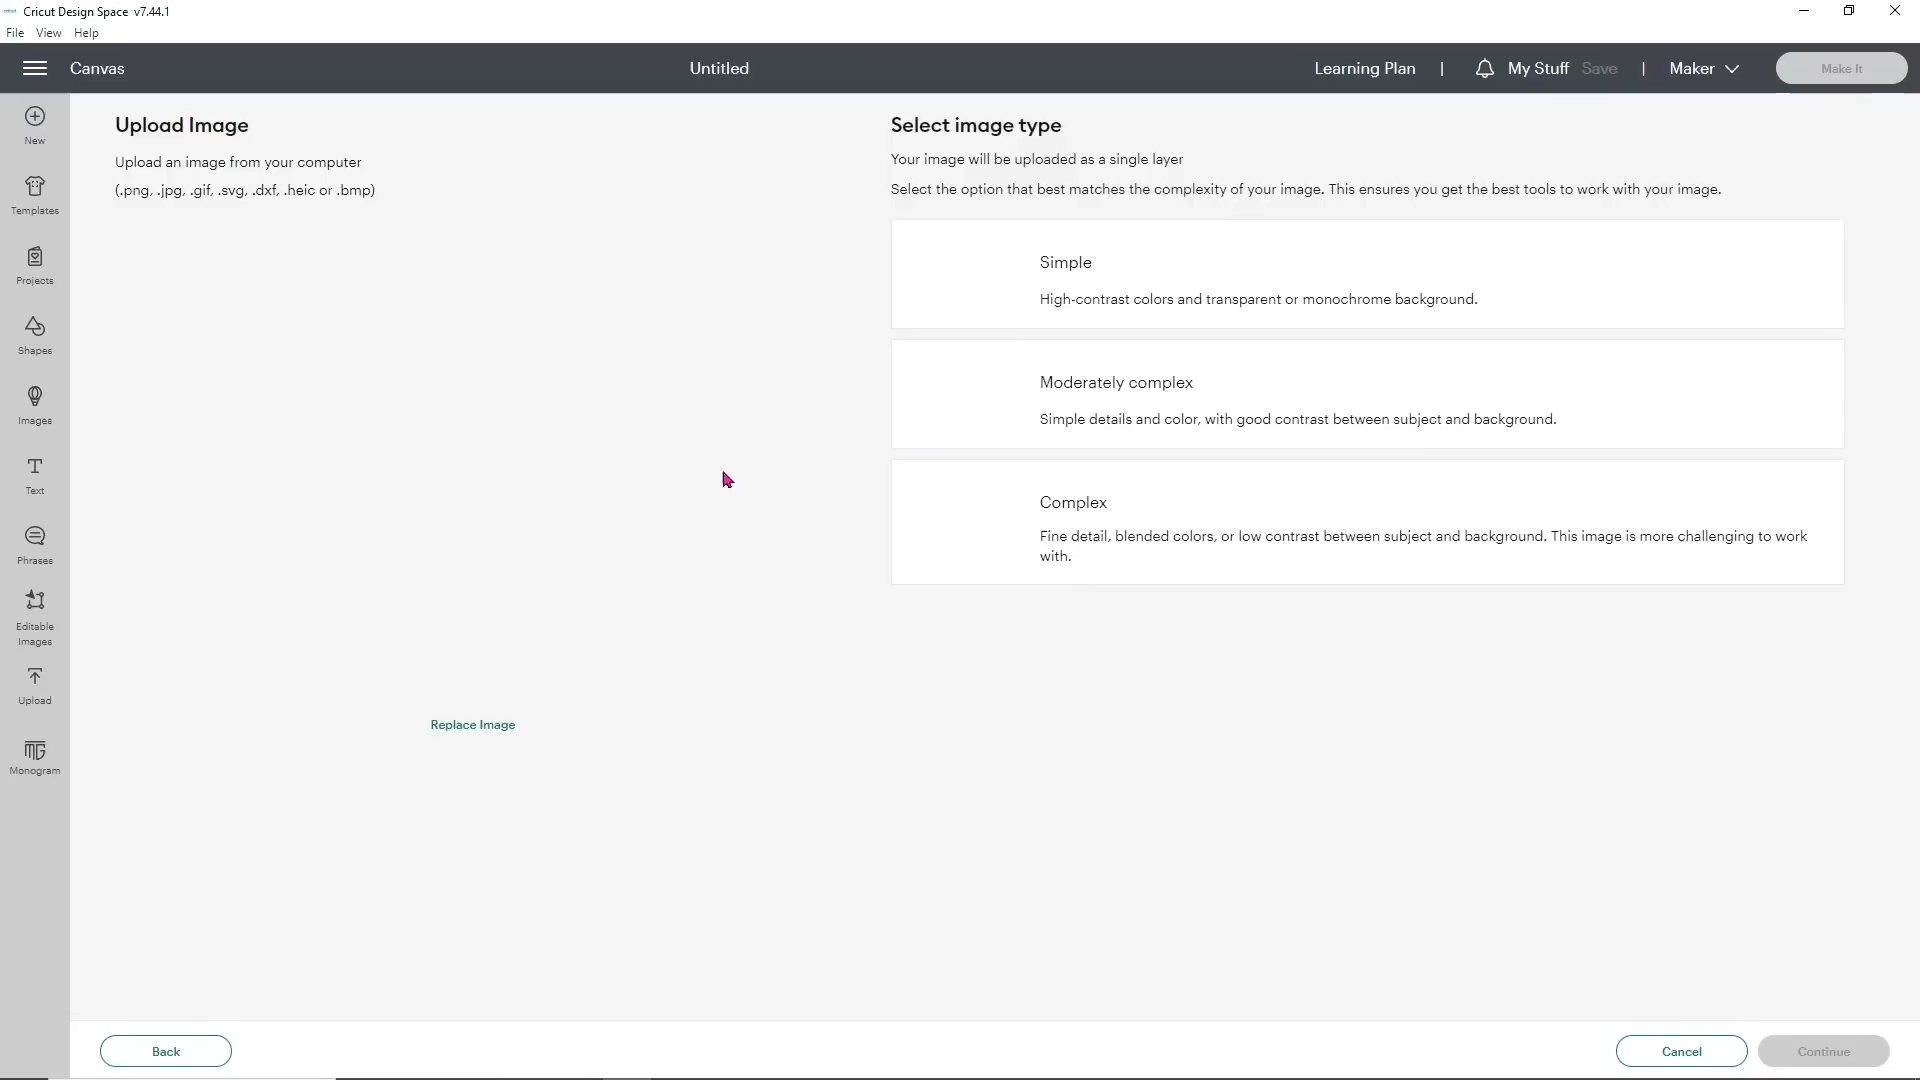 Cricut Design Space v7.44.1
File View Help
Canvas
Untitled
Learning Plan | My Stuff Save | Maker
Make It
New
Templates
Projects
Shapes
Images
Text
Phrases
Editable
Images
Upload
Monogram
Upload Image
Upload an image from your computer
(.png, .jpg, .gif, .svg, .dxf, .heic or .bmp)
Replace Image
Select image type
Your image will be uploaded as a single layer
Select the option that best matches the complexity of your image. This ensures you get the best tools to work with your image.
Simple
High-contrast colors and transparent or monochrome background.
Moderately complex
Simple details and color, with good contrast between subject and background.
Complex
Fine detail, blended colors, or low contrast between subject and background. This image is more challenging to work
with.
Back
Cancel
Continue